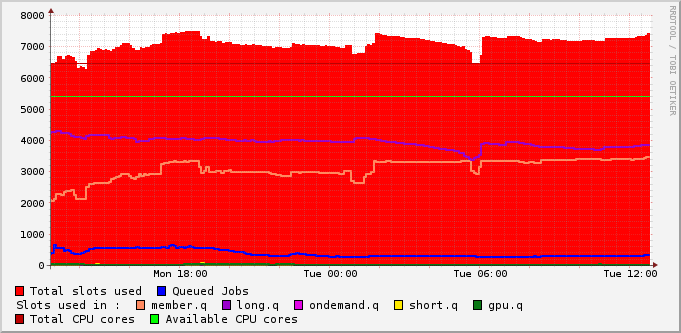 8000
7000
6000
5000
4000
3000
2000
1000
0
Mon 18:00 Tue 00:00 Tue 06:00 Tue 12:00
Total slots used Queued Jobs
Slots used in : member.q long.q ondemand.q short.q gpu.q
Total CPU cores Available CPU cores
RRDTOOL / TOBI OETIKER